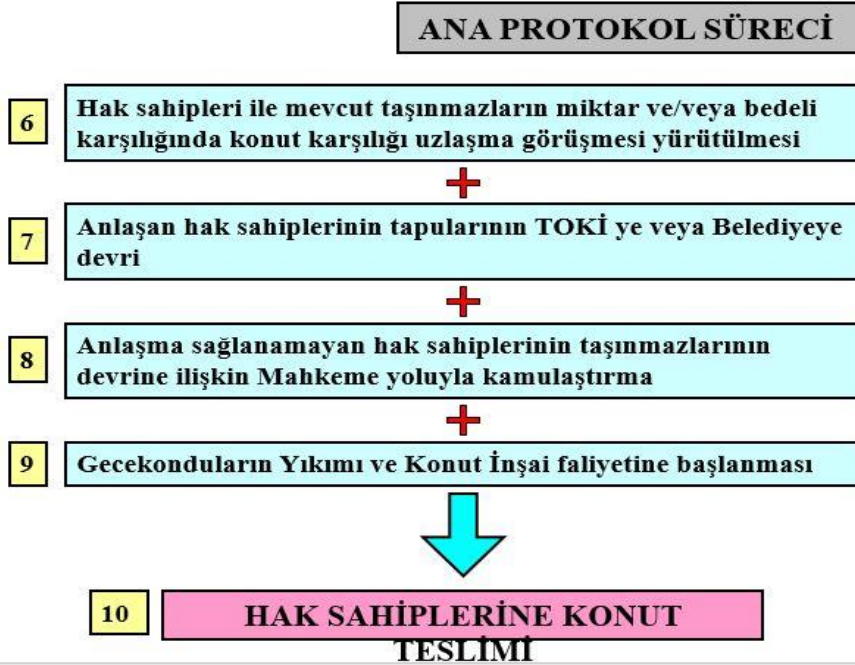 ANA PROTOKOL SÜRECİ
6
Hak sahipleri ile mevcut taşınmazların miktar ve/veya bedeli
karşılığında konut karşılığı uzlaşma görüşmesi yürütülmesi
7
Anlaşan hak sahiplerinin tapularının TOKİ ye veya Belediyeye
devri
8
Anlaşma sağlanamayan hak sahiplerinin taşınmazlarının
devrine ilişkin Mahkeme yoluyla kamulaştırma
9
Gecekonduların Yıkımı ve Konut İnşai faliyetine başlanması
10
HAK SAHİPLERİNE KONUT
TESLİMİ